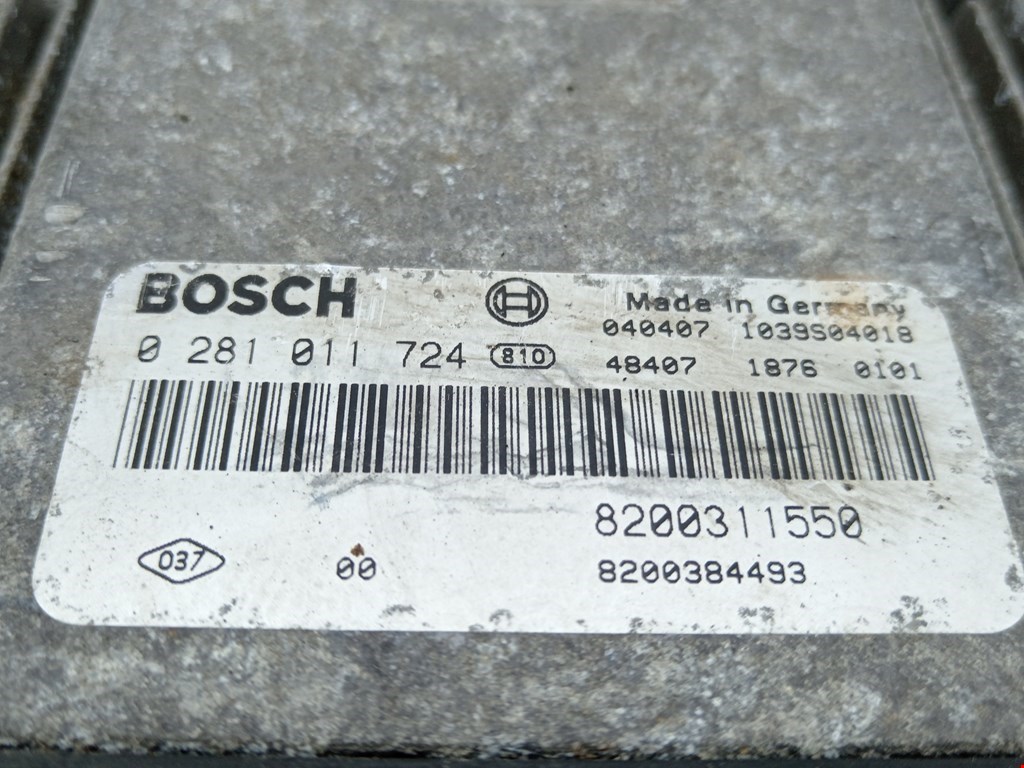 BOSCH
Made in Germany
040407 1039S04018
0 281 011 724 810
48407 1876 0101
8200311550
037 00
8200384493